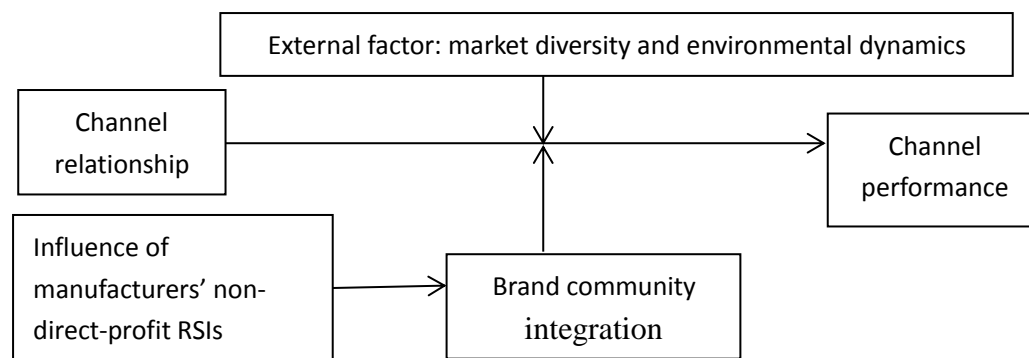 External factor: market diversity and environmental dynamics
Channel
relationship
Channel
performance
Influence of
manufacturers’ non-
direct-profit RSIs
Brand community
integration